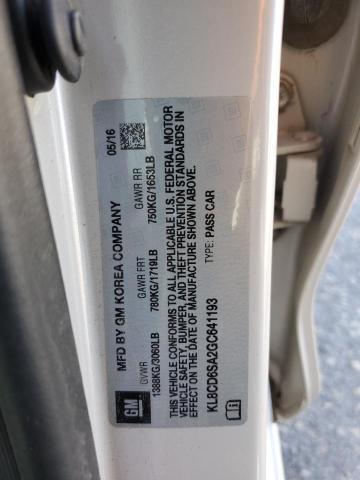 GM
MFD BY GM KOREA COMPANY 05/16
GVWR GAWR FRT GAWR RR
1388KG/3060LB 780KG/1719LB 750KG/1653LB
THIS VEHICLE CONFORMS TO ALL APPLICABLE U.S. FEDERAL MOTOR
VEHICLE SAFETY, BUMPER, AND THEFT PREVENTION STANDARDS IN
EFFECT ON THE DATE OF MANUFACTURE SHOWN ABOVE.
KL8CD6SA2GC641193 TYPE: PASS CAR